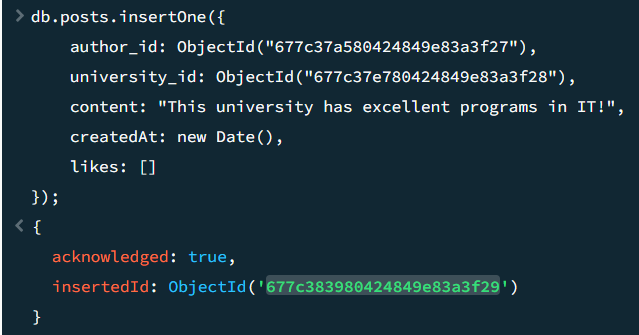 > db.posts.insertOne({
author_id: ObjectId("677c37a580424849e83a3f27"),
university_id: ObjectId("677c37e780424849e83a3f28"),
content: "This university has excellent programs in IT!",
createdAt: new Date(),
likes: []
});
< {
acknowledged: true,
insertedId: ObjectId('677c383980424849e83a3f29')
}